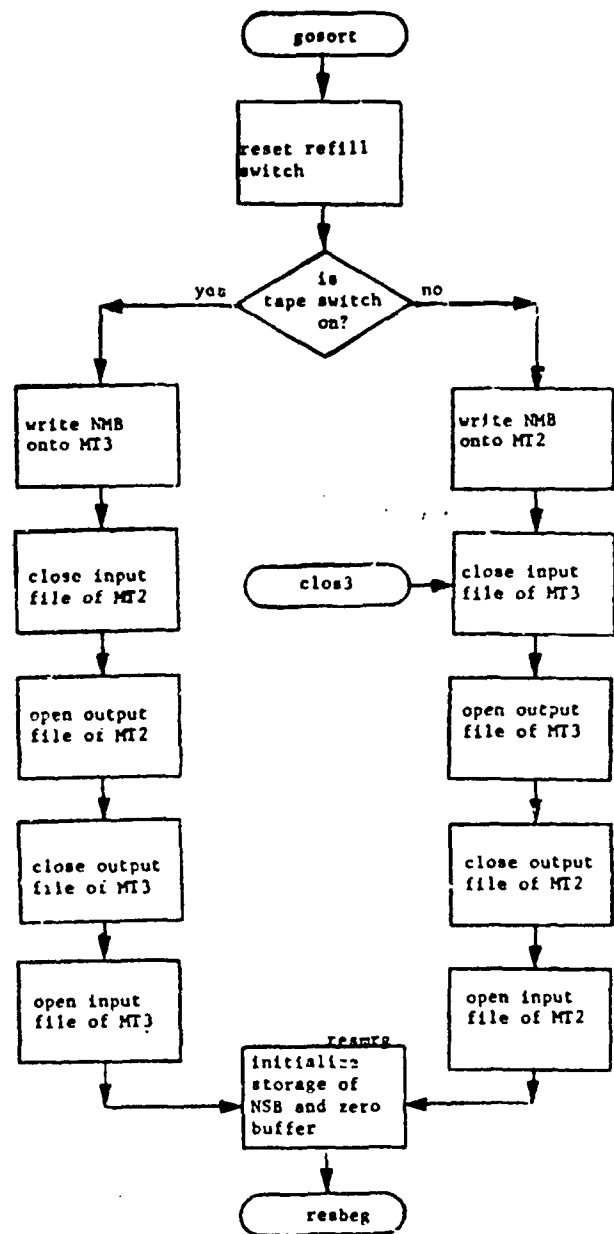 gosort
reset refill
switch
is
tape switch
on?
yes
no
write NMB
onto MT3
write NMB
onto MT2
close input
file of MT2
clos3
close input
file of MT3
open output
file of MT2
open output
file of MT3
close output
file of MT3
close output
file of MT2
open input
file of MT3
open input
file of MT2
resmrg
initialize
storage of
NSB and zero
buffer
resbeg